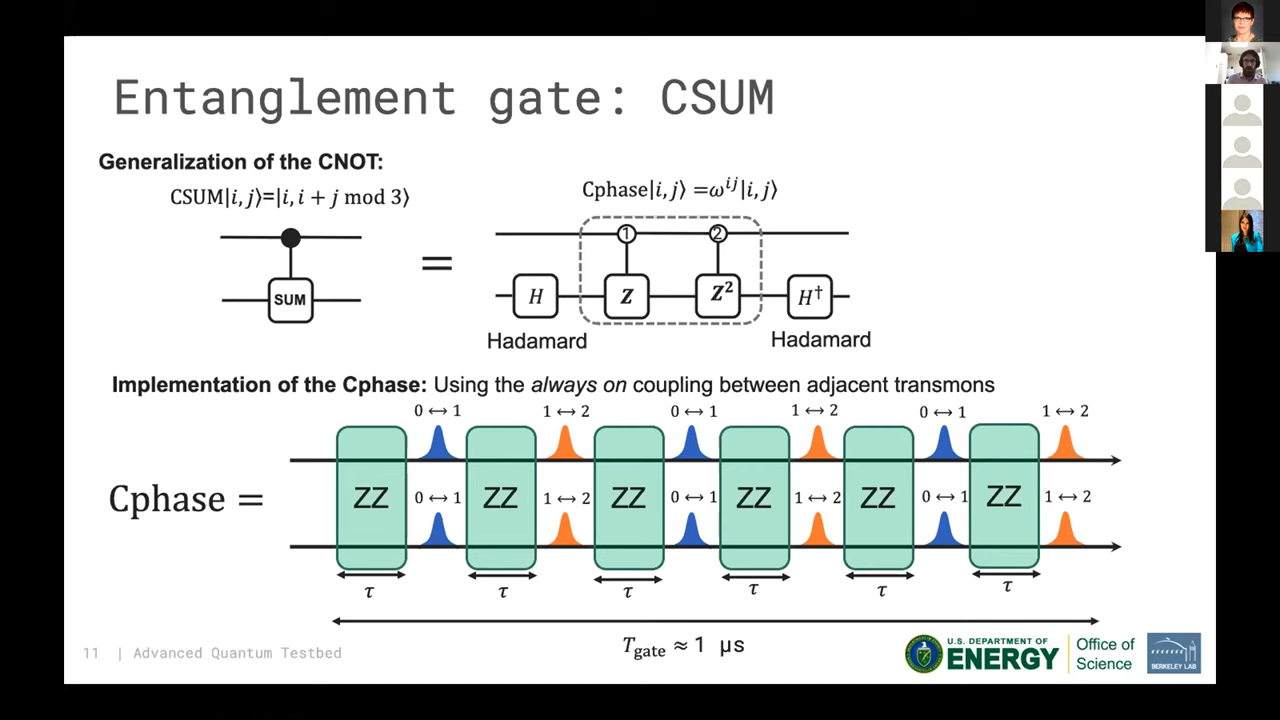 Entanglement gate: CSUM
Generalization of the CNOT:
CSUM|i, j⟩=|i, i + j mod 3⟩
Cphase|i, j⟩ =ω^{ij}|i, j⟩
1 2
SUM
=
H Z Z² H†
Hadamard Hadamard
Implementation of the Cphase: Using the always on coupling between adjacent transmons
0 ↔ 1 1 ↔ 2 0 ↔ 1 1 ↔ 2 0 ↔ 1 1 ↔ 2
Cphase =
ZZ ZZ ZZ ZZ ZZ ZZ
0 ↔ 1 1 ↔ 2 0 ↔ 1 1 ↔ 2 0 ↔ 1 1 ↔ 2
τ τ τ τ τ τ
T_gate ≈ 1 μs
11 | Advanced Quantum Testbed
U.S. DEPARTMENT OF
ENERGY
Office of
Science
BERKELEY LAB